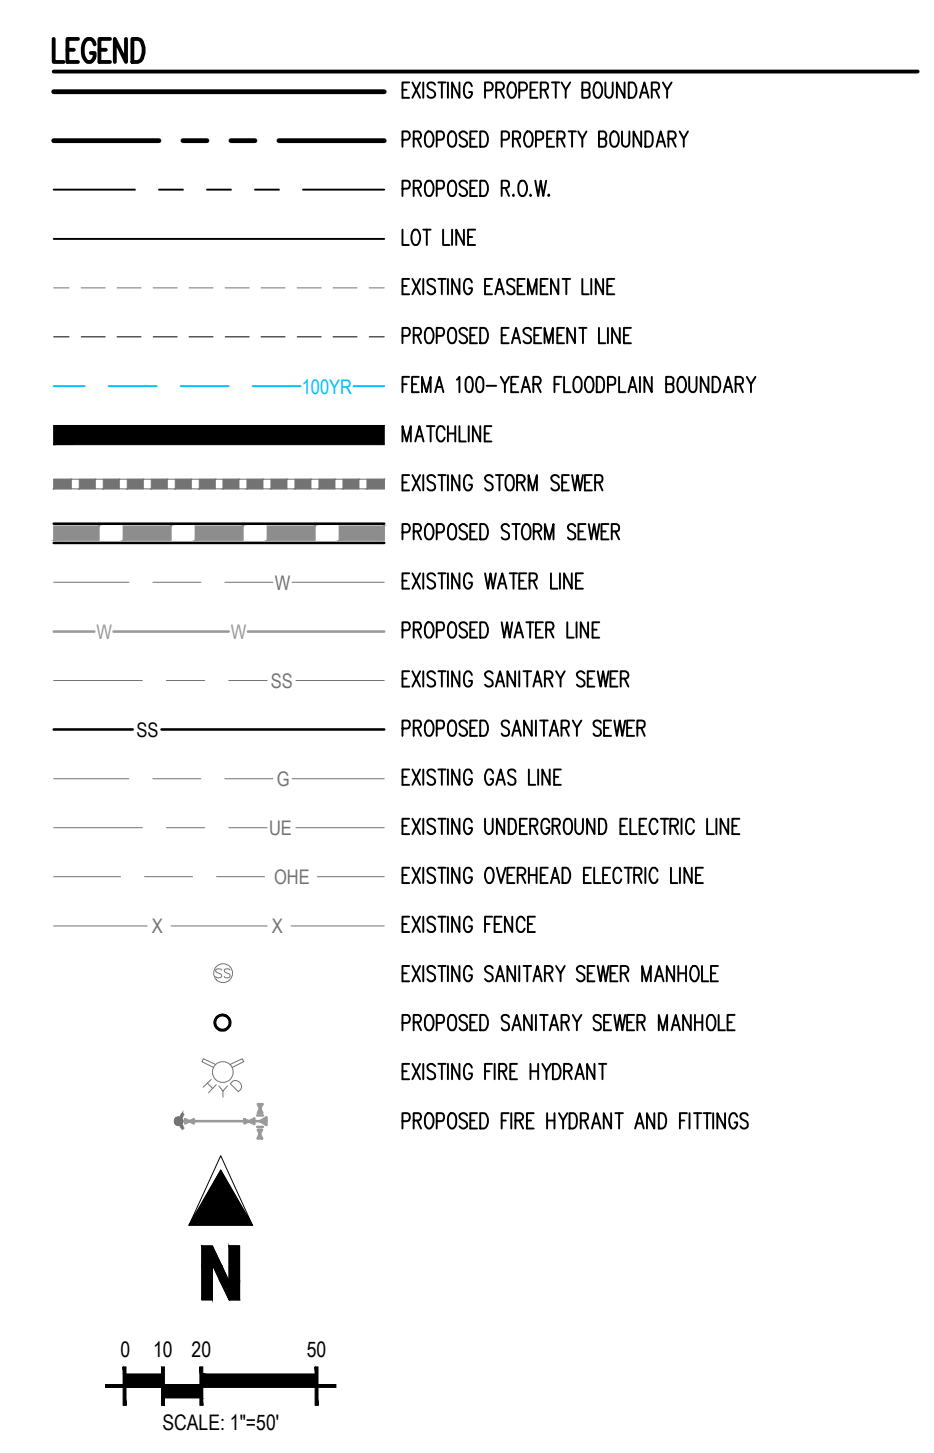 LEGEND
EXISTING PROPERTY BOUNDARY
PROPOSED PROPERTY BOUNDARY
PROPOSED R.O.W.
LOT LINE
EXISTING EASEMENT LINE
PROPOSED EASEMENT LINE
100YR FEMA 100-YEAR FLOODPLAIN BOUNDARY
MATCHLINE
EXISTING STORM SEWER
PROPOSED STORM SEWER
W EXISTING WATER LINE
W W PROPOSED WATER LINE
SS EXISTING SANITARY SEWER
SS PROPOSED SANITARY SEWER
G EXISTING GAS LINE
UE EXISTING UNDERGROUND ELECTRIC LINE
OHE EXISTING OVERHEAD ELECTRIC LINE
X X EXISTING FENCE
SS EXISTING SANITARY SEWER MANHOLE
PROPOSED SANITARY SEWER MANHOLE
HYD EXISTING FIRE HYDRANT
PROPOSED FIRE HYDRANT AND FITTINGS
N
0 10 20 50
SCALE: 1"=50'